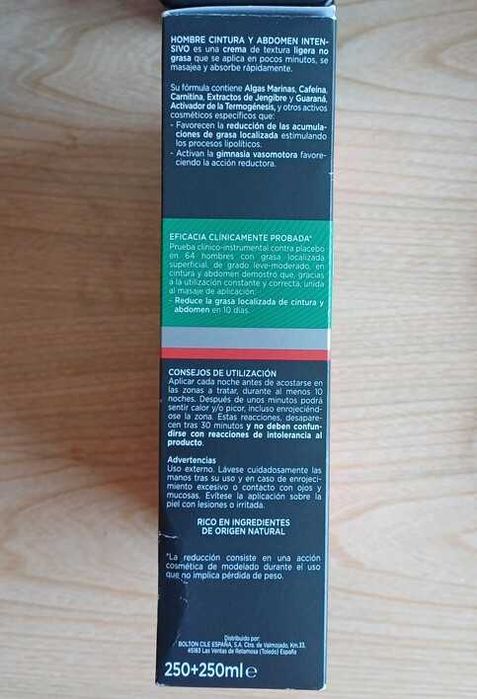 HOMBRE CINTURA Y ABDOMEN INTEN-
SIVO es una crema de textura ligera no
grasa que se aplica en pocos minutos, se
masajea y absorbe rápidamente.
Su fórmula contiene Algas Marinas, Cafeína,
Carnitina, Extractos de Jengibre y Guaraná,
Activador de la Termogénesis, y otros activos
cosméticos específicos que:
- Favorecen la reducción de las acumula-
ciones de grasa localizada estimulando
los procesos lipolíticos.
- Activan la gimnasia vasomotora favore-
ciendo la acción reductora.
EFICACIA CLÍNICAMENTE PROBADA*
Prueba clínico-instrumental contra placebo
en 64 hombres con grasa localizada
superficial, de grado leve-moderado, en
cintura y abdomen demostró que, gracias
a la utilización constante y correcta, unida
al masaje de aplicación:
- Reduce la grasa localizada de cintura y
abdomen en 10 días.
CONSEJOS DE UTILIZACIÓN
Aplicar cada noche antes de acostarse en
las zonas a tratar, durante al menos 10
noches. Después de unos minutos podrá
sentir calor y/o picor, incluso enrojeciénd-
ose la zona. Estas reacciones, desapare-
cen tras 30 minutos y no deben confun-
dirse con reacciones de intolerancia al
producto.
Advertencias
Uso externo. Lávese cuidadosamente las
manos tras su uso y en caso de enrojeci-
miento excesivo o contacto con ojos y
mucosas. Evítese la aplicación sobre la
piel con lesiones o irritada.
RICO EN INGREDIENTES
DE ORIGEN NATURAL
*La reducción consiste en una acción
cosmética de modelado durante el uso
que no implica pérdida de peso.
Distribuido por:
BOLTON CILE ESPAÑA, S.A. Ctra. de Valmojado, Km.33.
45183 Las Ventas de Retamosa (Toledo) España
250+250ml e